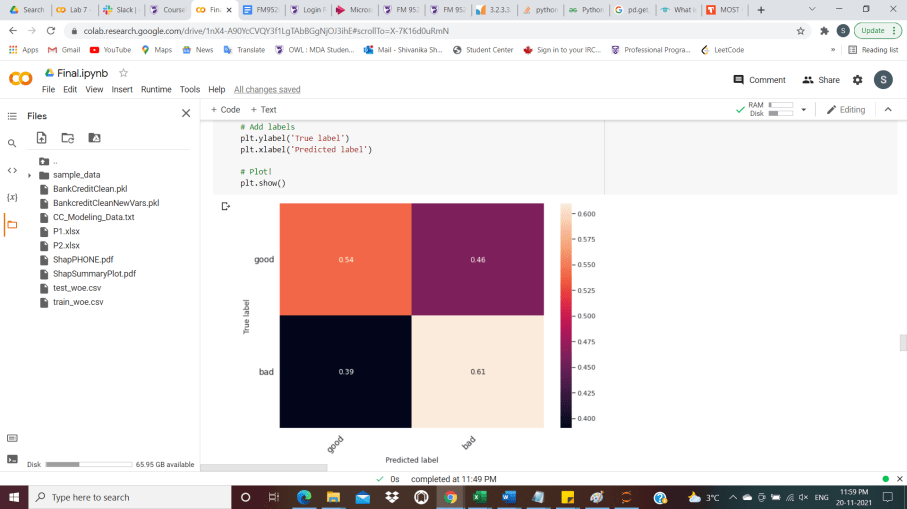 Search
Lab 7 -
Slack |
Course
Fina
FM952
Login P
Micros
FM 952
FM 952
3.2.3.3.
python
Python
pd.get_
What i
MOST
colab.research.google.com/drive/1nX4-A90YcCVQY3f1LgTAbBGgNjOJ3ihE#scrollTo=X-7K16d0uRmN
S
Update
Apps
Gmail
YouTube
Maps
News
Translate
OWL : MDA Studen...
Mail - Shivanika Sh...
Student Center
Sign in to your IRC...
Professional Progra...
LeetCode
»
Reading list
Final.ipynb
Comment
Share
S
File Edit View Insert Runtime Tools Help All changes saved
Files
+ Code + Text
RAM
Disk
Editing
..
sample_data
BankCreditClean.pkl
BankcreditCleanNewVars.pkl
CC_Modeling_Data.txt
P1.xlsx
P2.xlsx
ShapPHONE.pdf
ShapSummaryPlot.pdf
test_woe.csv
train_woe.csv
{x}
# Add labels
plt.ylabel('True label')
plt.xlabel('Predicted label')
# Plot!
plt.show()
good
0.54
0.46
bad
0.39
0.61
True label
good
bad
Predicted label
0.600
0.575
0.550
0.525
0.500
0.475
0.450
0.425
0.400
Disk
65.95 GB available
0s completed at 11:49 PM
Type here to search
3°C
ENG
11:59 PM
20-11-2021